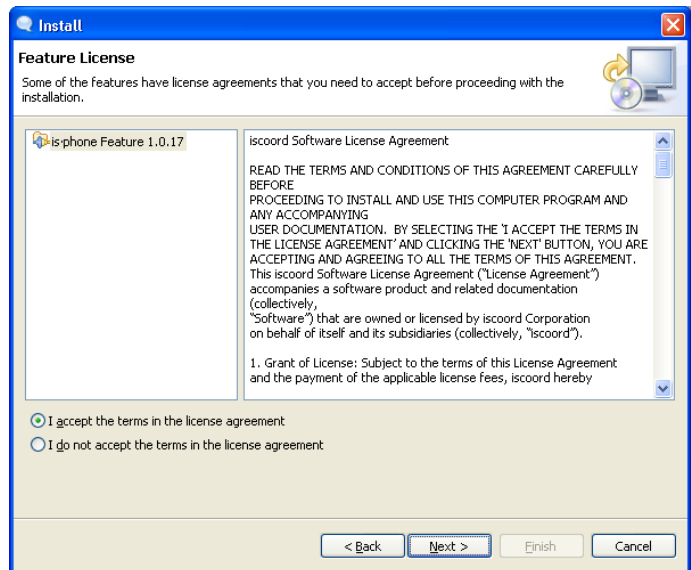 Install
Feature License
Some of the features have license agreements that you need to accept before proceeding with the
installation.
is-phone Feature 1.0.17
iscoord Software License Agreement
READ THE TERMS AND CONDITIONS OF THIS AGREEMENT CAREFULLY
BEFORE
PROCEEDING TO INSTALL AND USE THIS COMPUTER PROGRAM AND
ANY ACCOMPANYING
USER DOCUMENTATION.  BY SELECTING THE 'I ACCEPT THE TERMS IN
THE LICENSE AGREEMENT' AND CLICKING THE 'NEXT' BUTTON, YOU ARE
ACCEPTING AND AGREEING TO ALL THE TERMS OF THIS AGREEMENT.
This iscoord Software License Agreement ("License Agreement")
accompanies a software product and related documentation
(collectively,
"Software") that are owned or licensed by iscoord Corporation
on behalf of itself and its subsidiaries (collectively, "iscoord").
1. Grant of License: Subject to the terms of this License Agreement
and the payment of the applicable license fees, iscoord hereby
I accept the terms in the license agreement
I do not accept the terms in the license agreement
< Back
Next >
Finish
Cancel